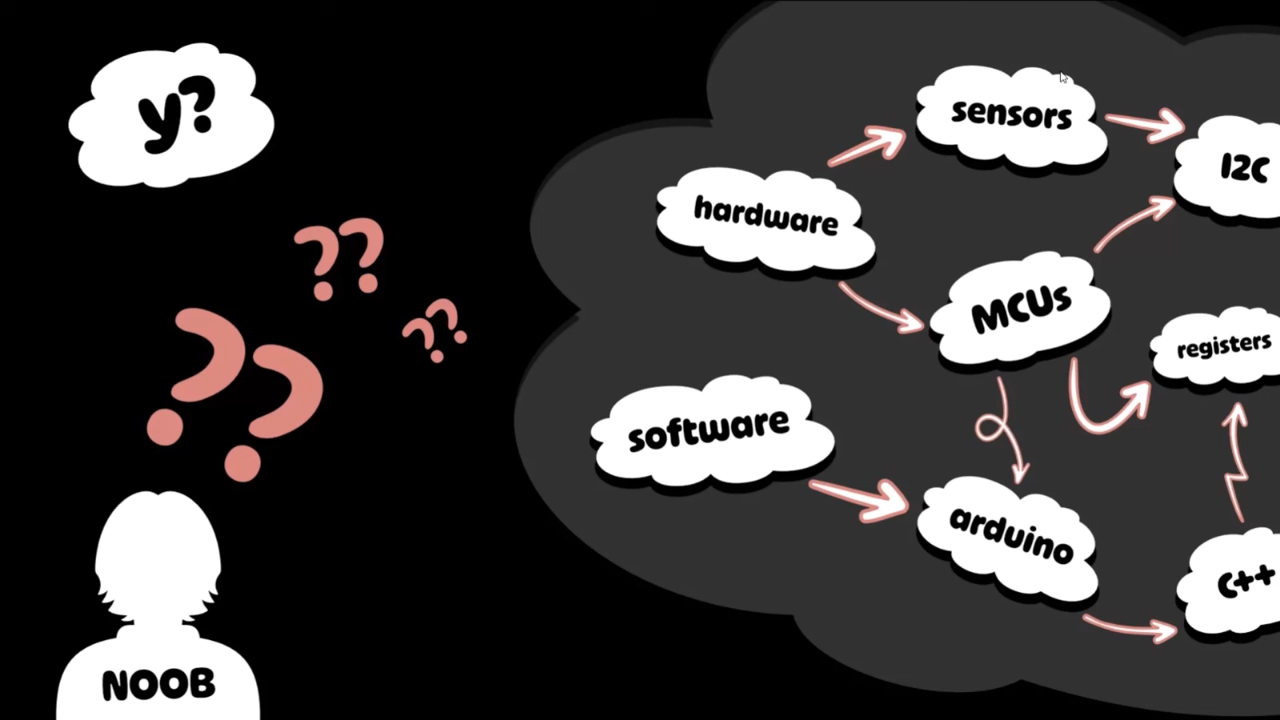 y?
??
??
??
NOOB
sensors
I2C
hardware
MCUs
registers
software
arduino
c++